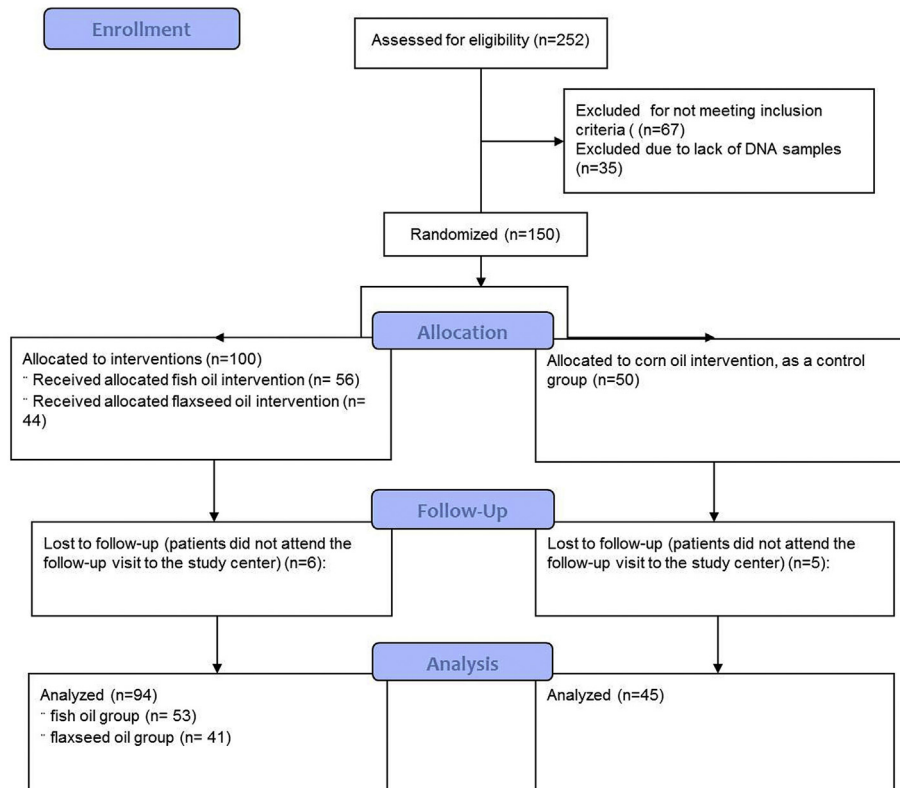 Enrollment
Assessed for eligibility (n=252)
Excluded for not meeting inclusion
criteria ( (n=67)
Excluded due to lack of DNA samples
(n=35)
Randomized (n=150)
Allocation
Allocated to interventions (n=100)
¨ Received allocated fish oil intervention (n= 56)
¨ Received allocated flaxseed oil intervention (n=
44)
Allocated to corn oil intervention, as a control
group (n=50)
Follow-Up
Lost to follow-up (patients did not attend the
follow-up visit to the study center) (n=6):
Lost to follow-up (patients did not attend the
follow-up visit to the study center) (n=5):
Analysis
Analyzed (n=94)
¨ fish oil group (n= 53)
¨ flaxseed oil group (n= 41)
Analyzed (n=45)